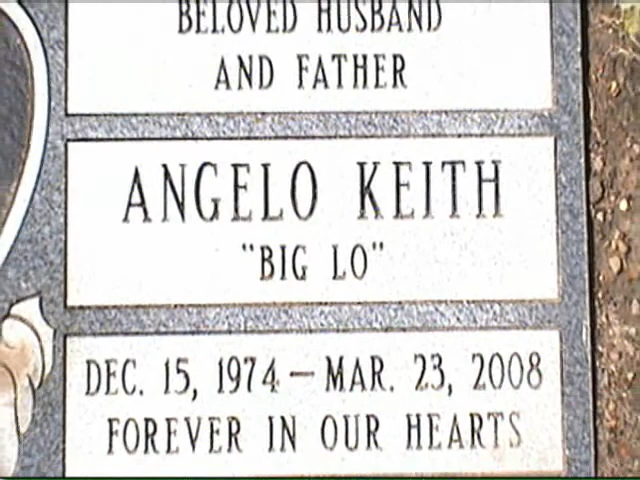 BELOVED HUSBAND
AND FATHER
ANGELO KEITH
"BIG LO"
DEC. 15, 1974 — MAR. 23, 2008
FOREVER IN OUR HEARTS